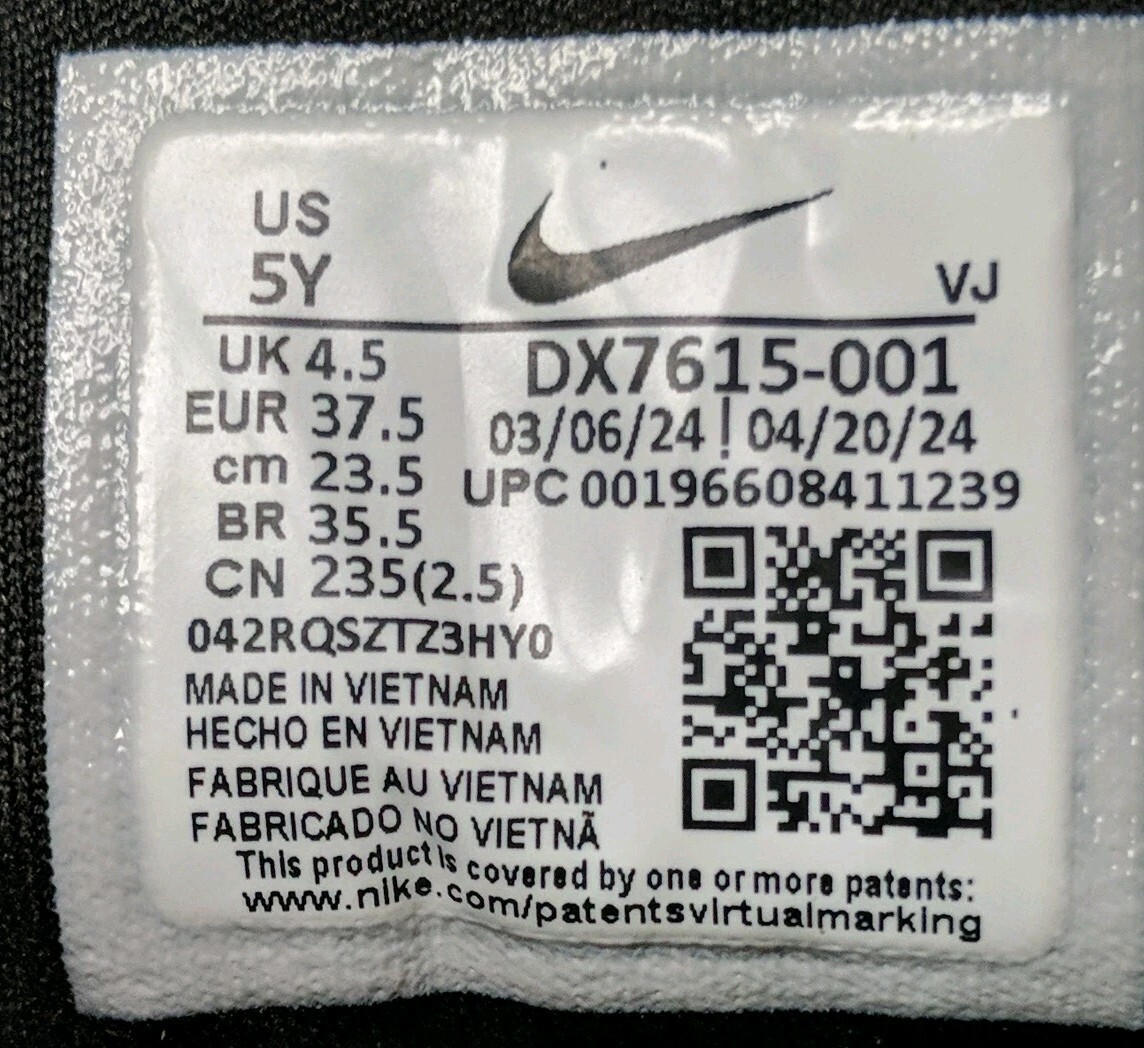 US
5Y
VJ
UK 4.5
EUR 37.5
cm 23.5
BR 35.5
CN 235(2.5)
DX7615-001
03/06/24 | 04/20/24
UPC 00196608411239
042RQSZTZ3HY0
MADE IN VIETNAM
HECHO EN VIETNAM
FABRIQUE AU VIETNAM
FABRICADO NO VIETNÃ
This product is covered by one or more patents:
www.nike.com/patentsvirtualmarking